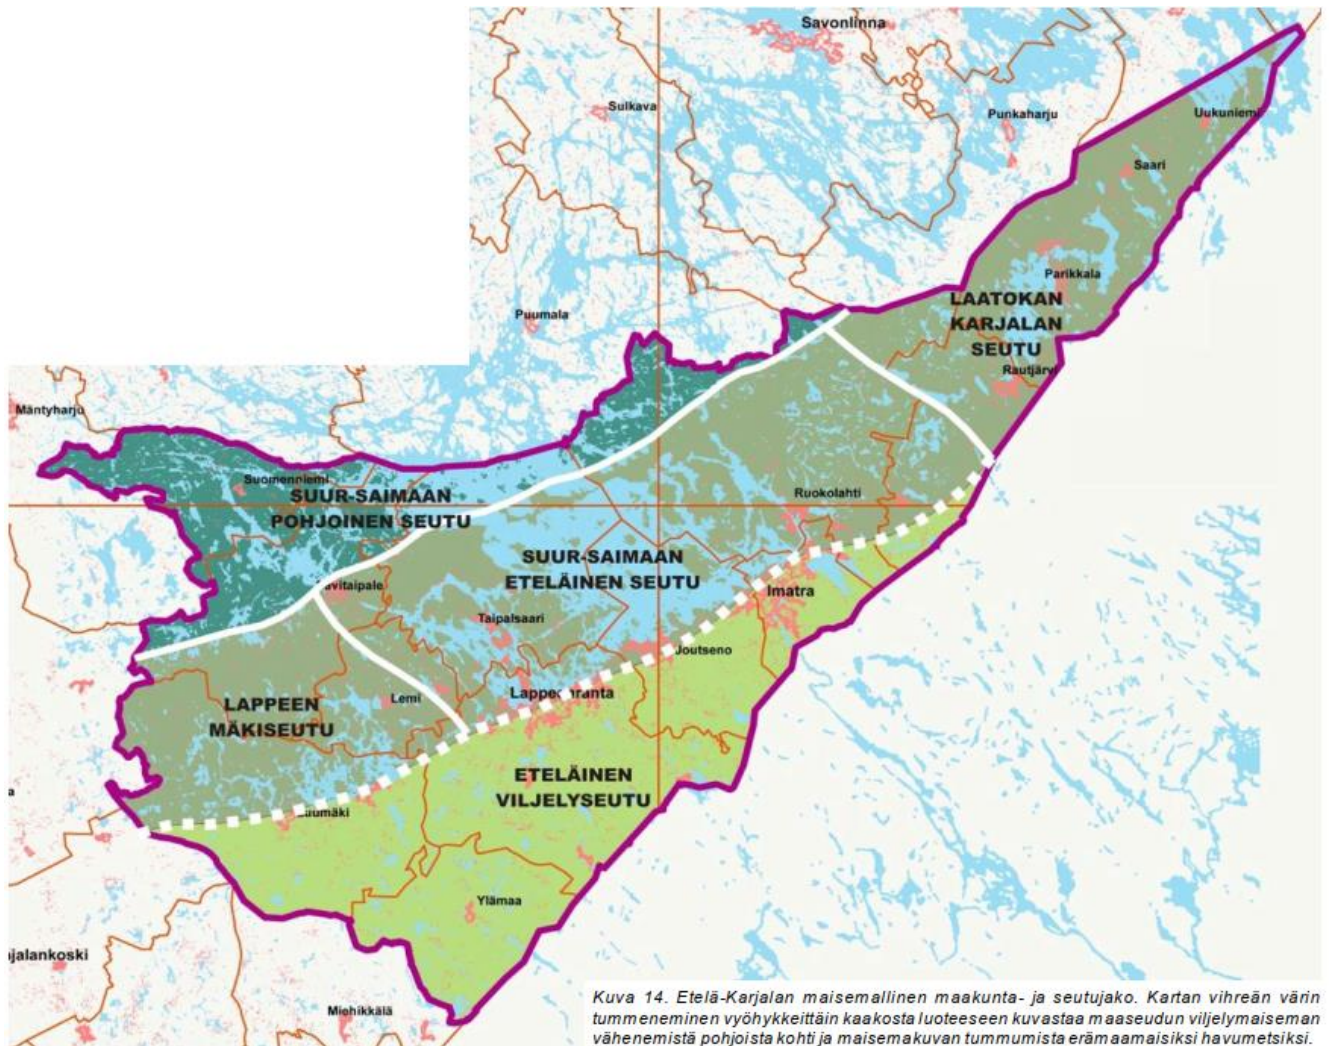 Savonlinna
Sulkava
Punkaharju
Uukuniemi
Saari
Parikkala
LAATOKAN
KARJALAN
SEUTU
Puumala
Rautjärvi
Mäntyharju
Suomenniemi
SUUR-SAIMAAN
POHJOINEN SEUTU
Ruokolahti
SUUR-SAIMAAN
ETELÄINEN SEUTU
avitaipale
Imatra
Taipalsaari
Joutseno
Lemi
LAPPEEN
MÄKISEUTU
ETELÄINEN
VILJELYSEUTU
a
Ylämaa
jalankoski
Miehikkälä
Kuva 14. Etelä-Karjalan maisemallinen maakunta- ja seutujako. Kartan vihreän värin
tummeneminen vyöhykkeittäin kaakosta luoteeseen kuvastaa maaseudun viljelymaiseman
vähenemistä pohjoista kohti ja maisemakuvan tummumista erämaamaisiksi havumetsiksi.